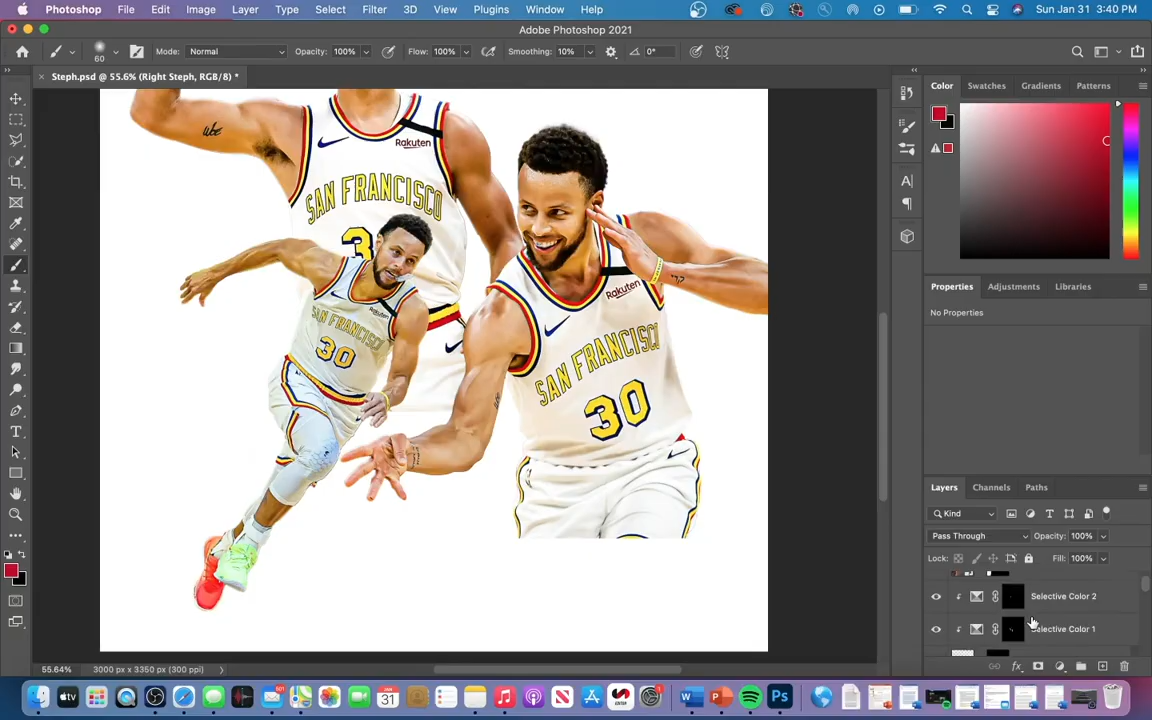 Photoshop File Edit Image Layer Type Select Filter 3D View Plugins Window Help Sun Jan 31 3:40 PM
Adobe Photoshop 2021
60 Mode: Normal Opacity: 100% Flow: 100% Smoothing: 10% 0°
Steph.psd @ 55.6% (Right Steph, RGB/8) *
Color Swatches Gradients Patterns
Rakuten
SAN FRANCISCO
3
Rakuten
SAN FRANCISCO
30
Rakuten
SAN FRANCISCO
30
Properties Adjustments Libraries
No Properties
Layers Channels Paths
Kind
Pass Through Opacity: 100%
Lock: Fill: 100%
Selective Color 2
Selective Color 1
55.64% 3000 px x 3350 px (300 ppi)